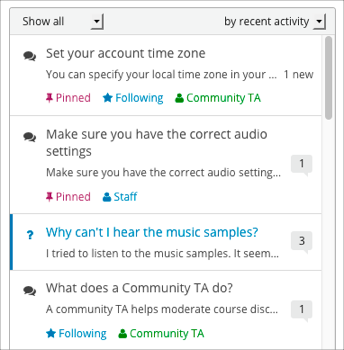 Show all
by recent activity
Set your account time zone
You can specify your local time zone in your ... 1 new
Pinned Following Community TA
Make sure you have the correct audio
settings
1
Make sure you have the correct audio setting...
Pinned Staff
? Why can't I hear the music samples?
3
I tried to listen to the music samples. It seem...
What does a Community TA do?
1
A community TA helps moderate course disc...
Following Community TA